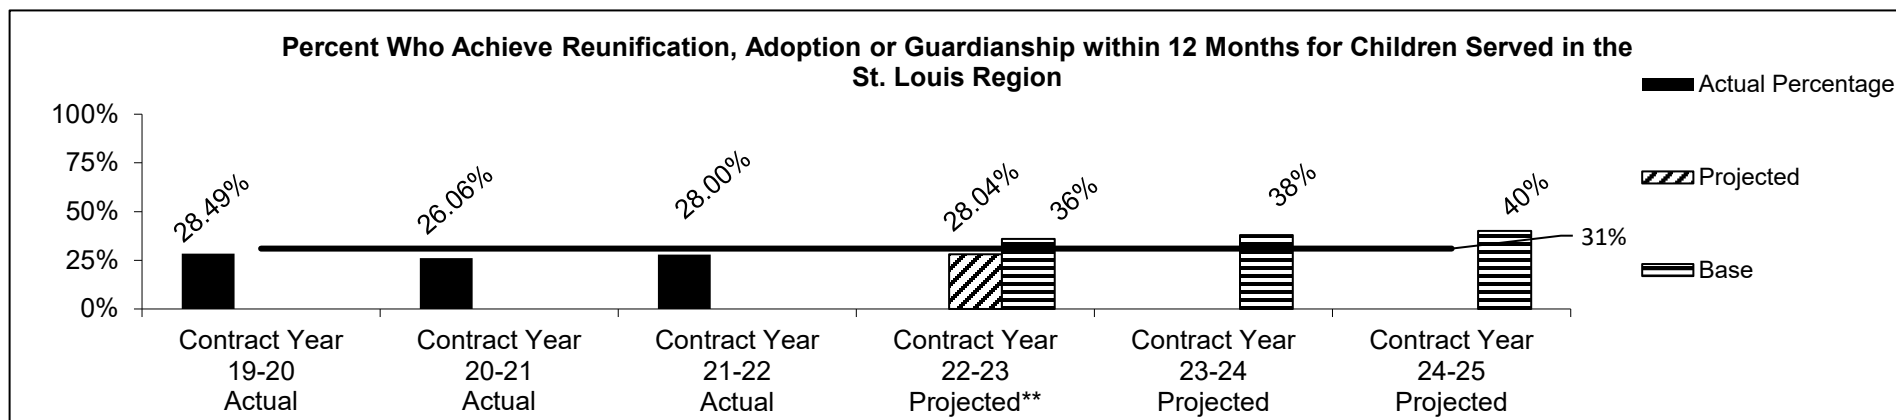 Percent Who Achieve Reunification, Adoption or Guardianship within 12 Months for Children Served in the
St. Louis Region
Actual Percentage
Projected
Base
100%
75%
50%
25%
0%
28.49%
26.06%
28.00%
28.04%
36%
38%
40%
31%
Contract Year
19-20
Actual
Contract Year
20-21
Actual
Contract Year
21-22
Actual
Contract Year
22-23
Projected**
Contract Year
23-24
Projected
Contract Year
24-25
Projected